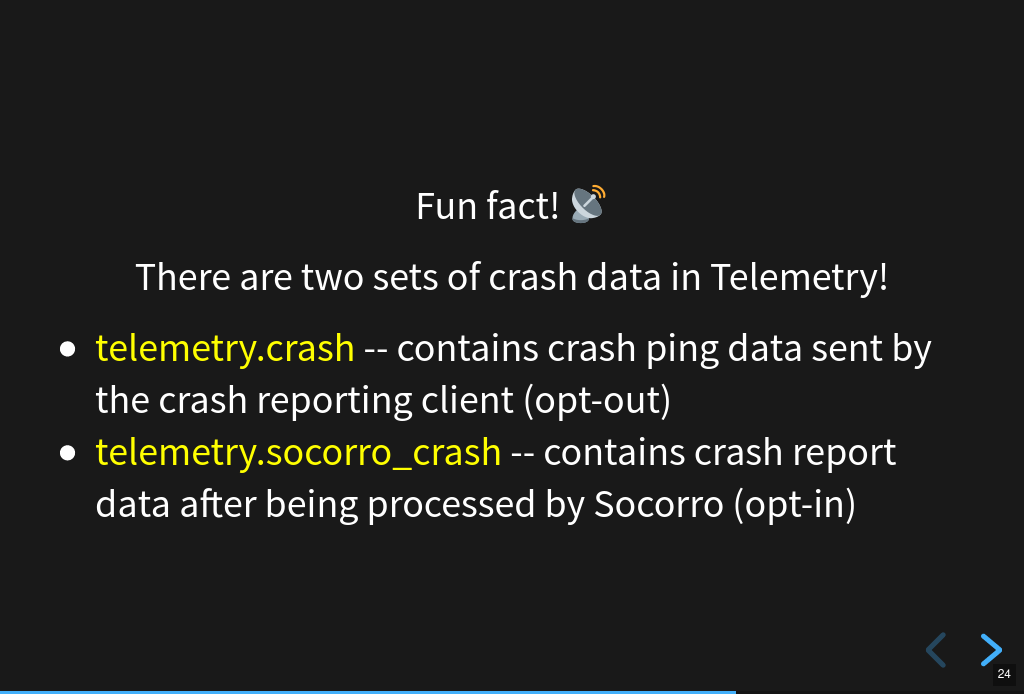 Fun fact! 📡
There are two sets of crash data in Telemetry!
• telemetry.crash -- contains crash ping data sent by
the crash reporting client (opt-out)
• telemetry.socorro_crash -- contains crash report
data after being processed by Socorro (opt-in)
24